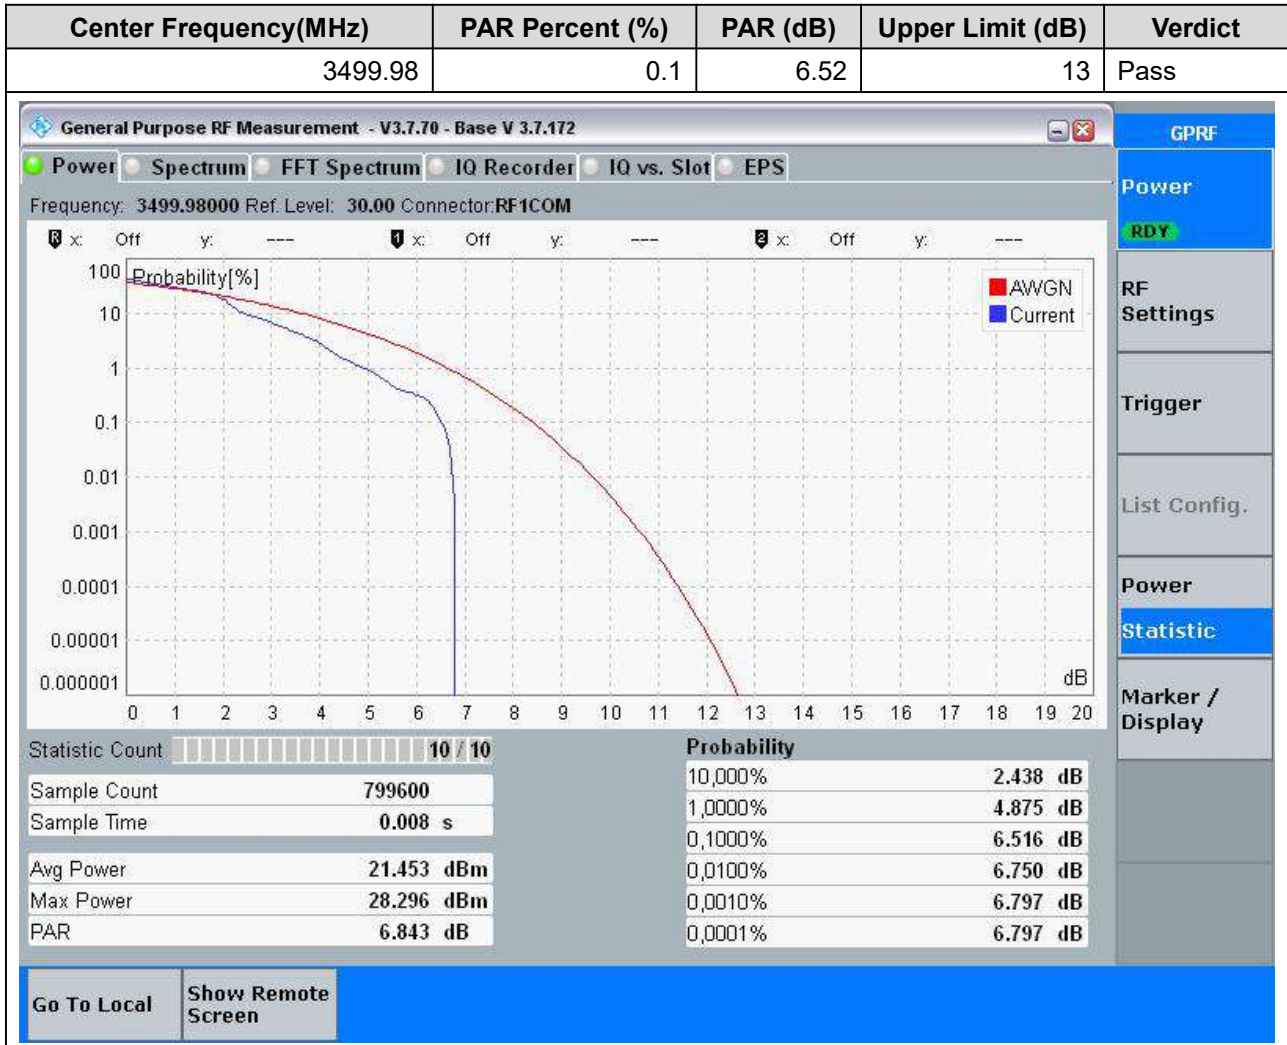 Center Frequency(MHz) PAR Percent (%) PAR (dB) Upper Limit (dB) Verdict
3499.98 0.1 6.52 13 Pass
General Purpose RF Measurement - V3.7.70 - Base V 3.7.172
GPRF
Power Spectrum FFT Spectrum IQ Recorder IQ vs. Slot EPS
Frequency: 3499.98000 Ref. Level: 30.00 Connector:RF1COM
Power
RDY
R x: Off y: --- 1 x: Off y: --- 2 x: Off y: ---
Probability[%]
AWGN
Current
100
10
1
0.1
0.01
0.001
0.0001
0.00001
0.000001
dB
0 1 2 3 4 5 6 7 8 9 10 11 12 13 14 15 16 17 18 19 20
RF
Settings
Trigger
List Config.
Power
Statistic
Marker /
Display
Statistic Count 10 / 10
Sample Count 799600
Sample Time 0.008 s
Avg Power 21.453 dBm
Max Power 28.296 dBm
PAR 6.843 dB
Probability
10,000% 2.438 dB
1,0000% 4.875 dB
0,1000% 6.516 dB
0,0100% 6.750 dB
0,0010% 6.797 dB
0,0001% 6.797 dB
Go To Local
Show Remote
Screen